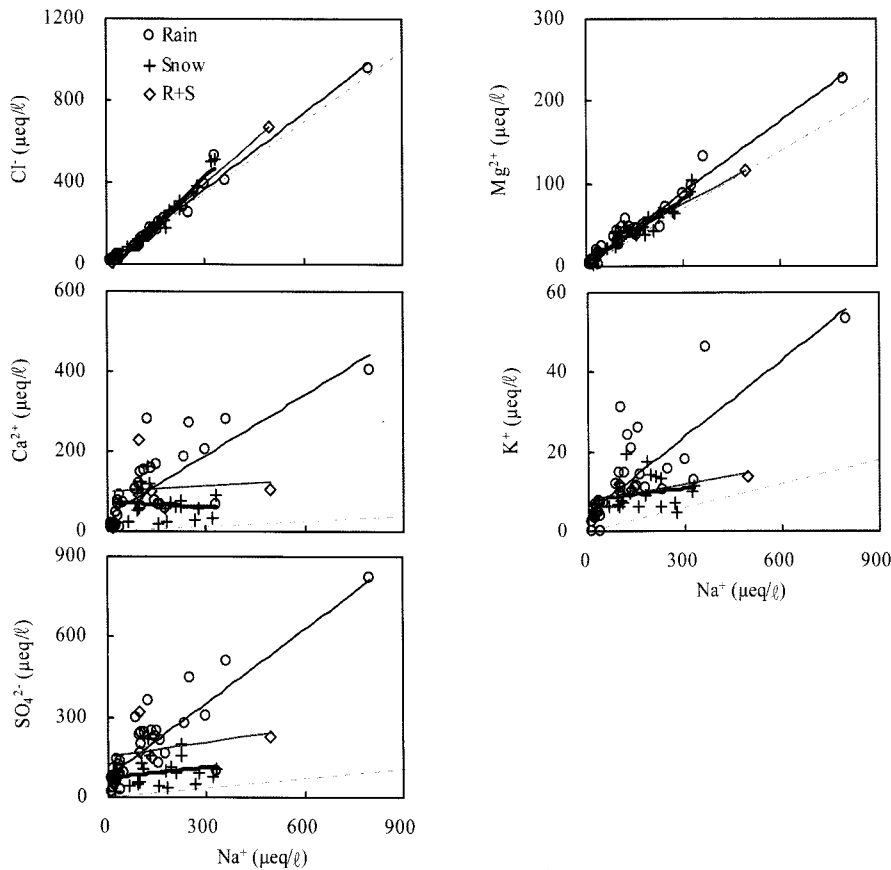 1200
800
400
0
Cl⁻ (µeq/ℓ)
Rain
Snow
R+S
300
200
100
0
Mg²⁺ (µeq/ℓ)
600
400
200
0
Ca²⁺ (µeq/ℓ)
60
40
20
0
K⁺ (µeq/ℓ)
0 300 600 900
Na⁺ (µeq/ℓ)
900
600
300
0
SO₄²⁻ (µeq/ℓ)
0 300 600 900
Na⁺ (µeq/ℓ)